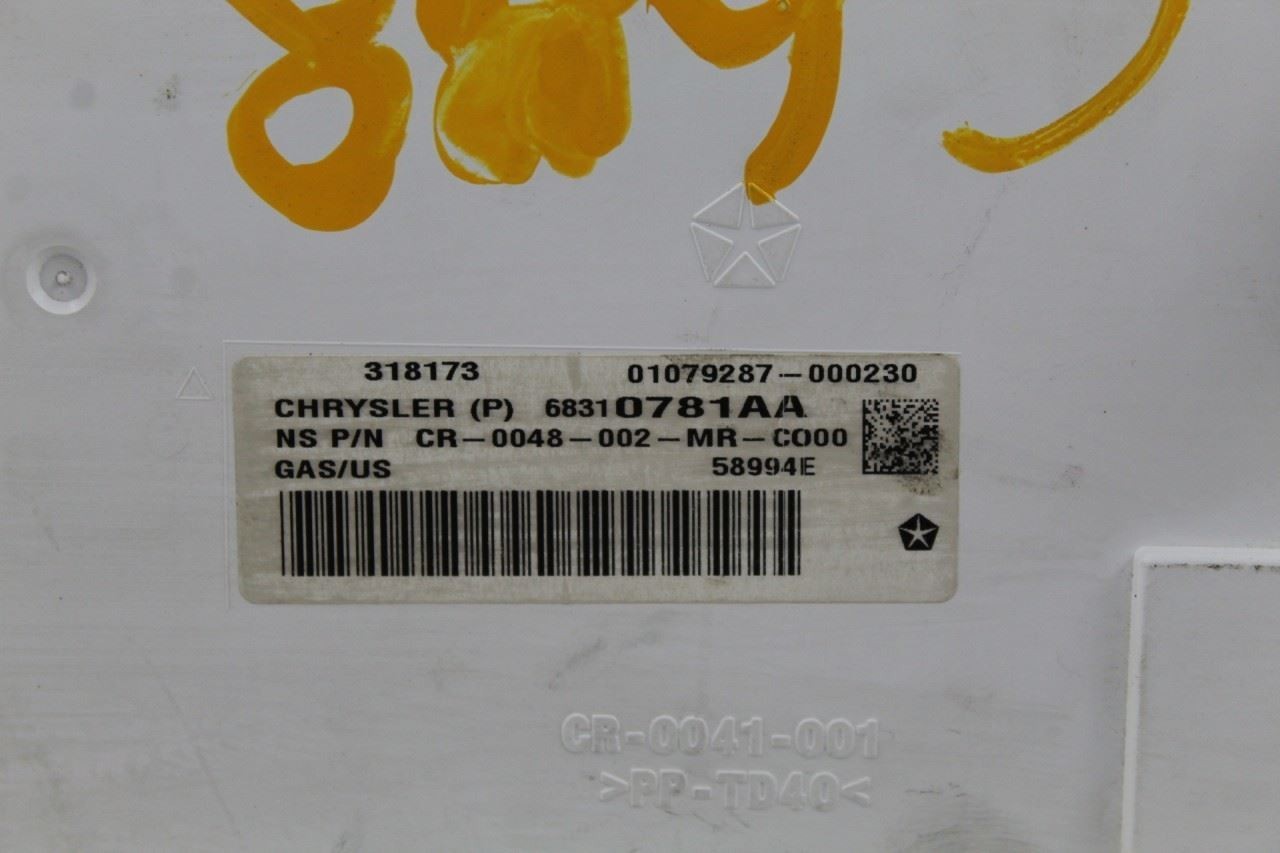 318173 01079287-000230
CHRYSLER (P) 68310781AA
NS P/N CR-0048-002-MR-C000
GAS/US 58994E
CR-0041-001
>PP-TD40<